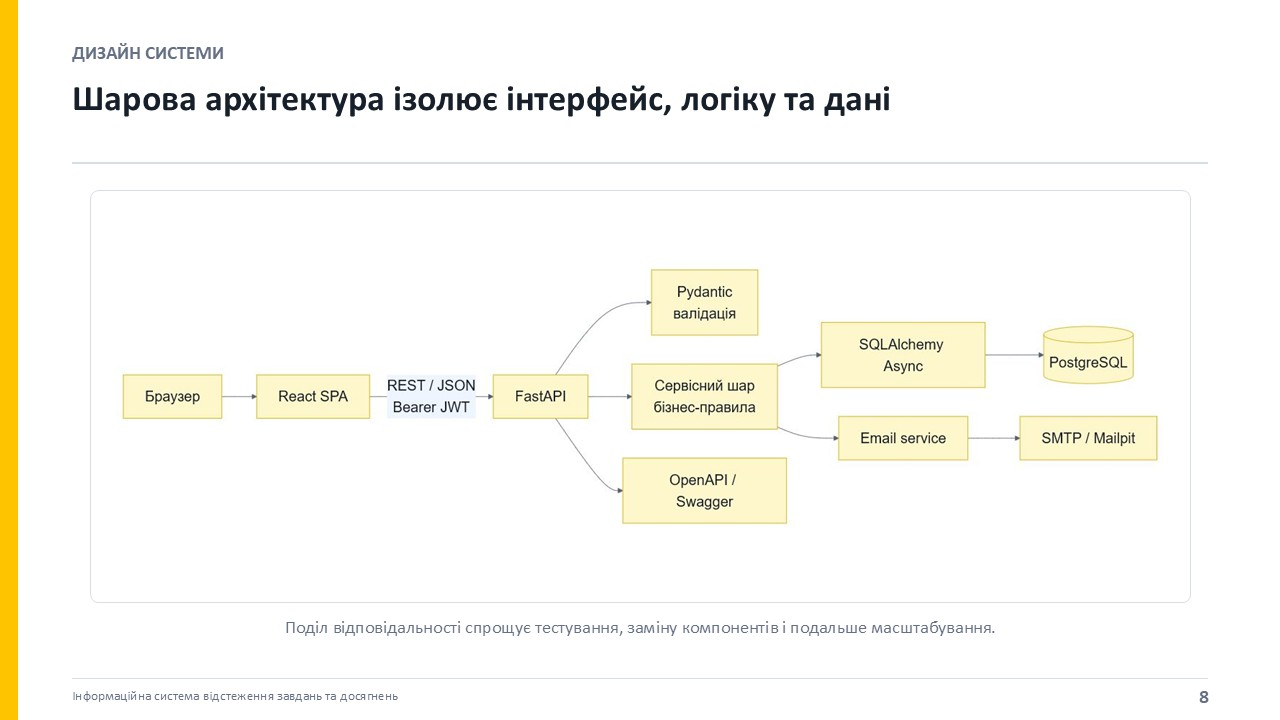 ДИЗАЙН СИСТЕМИ
Шарова архітектура ізолює інтерфейс, логіку та дані
Браузер
React SPA
REST / JSON
Bearer JWT
FastAPI
Pydantic
валідація
Сервісний шар
бізнес-правила
OpenAPI /
Swagger
SQLAlchemy
Async
PostgreSQL
Email service
SMTP / Mailpit
Поділ відповідальності спрощує тестування, заміну компонентів і подальше масштабування.
Інформаційна система відстеження завдань та досягнень
8